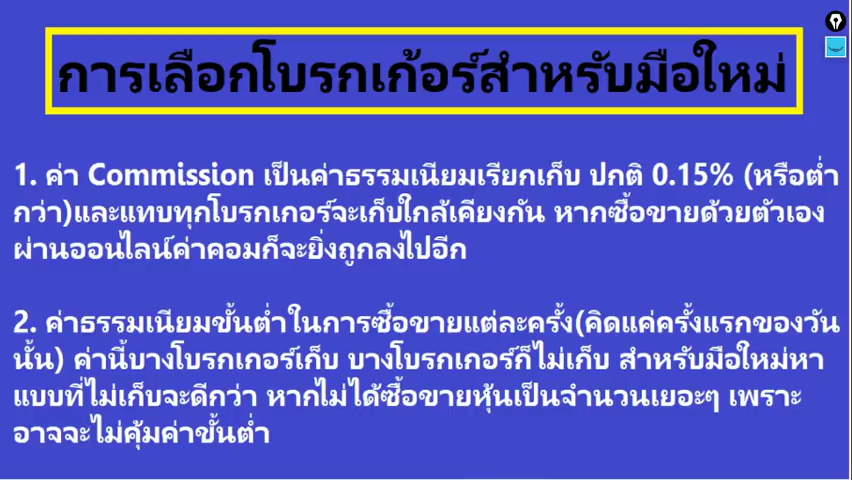 การเลือกโบรกเก้อร์สำหรับมือใหม่
1. ค่า Commission เป็นค่าธรรมเนียมเรียกเก็บ ปกติ 0.15% (หรือต่ำ
กว่า)และแทบทุกโบรกเกอร์จะเก็บใกล้เคียงกัน หากซื้อขายด้วยตัวเอง
ผ่านออนไลน์ค่าคอมก็จะยิ่งถูกลงไปอีก
2. ค่าธรรมเนียมขั้นต่ำในการซื้อขายแต่ละครั้ง(คิดแค่ครั้งแรกของวัน
นั้น) ค่านี้บางโบรกเกอร์เก็บ บางโบรกเกอร์ก็ไม่เก็บ สำหรับมือใหม่หา
แบบที่ไม่เก็บจะดีกว่า หากไม่ได้ซื้อขายหุ้นเป็นจำนวนเยอะๆ เพราะ
อาจจะไม่คุ้มค่าขั้นต่ำ